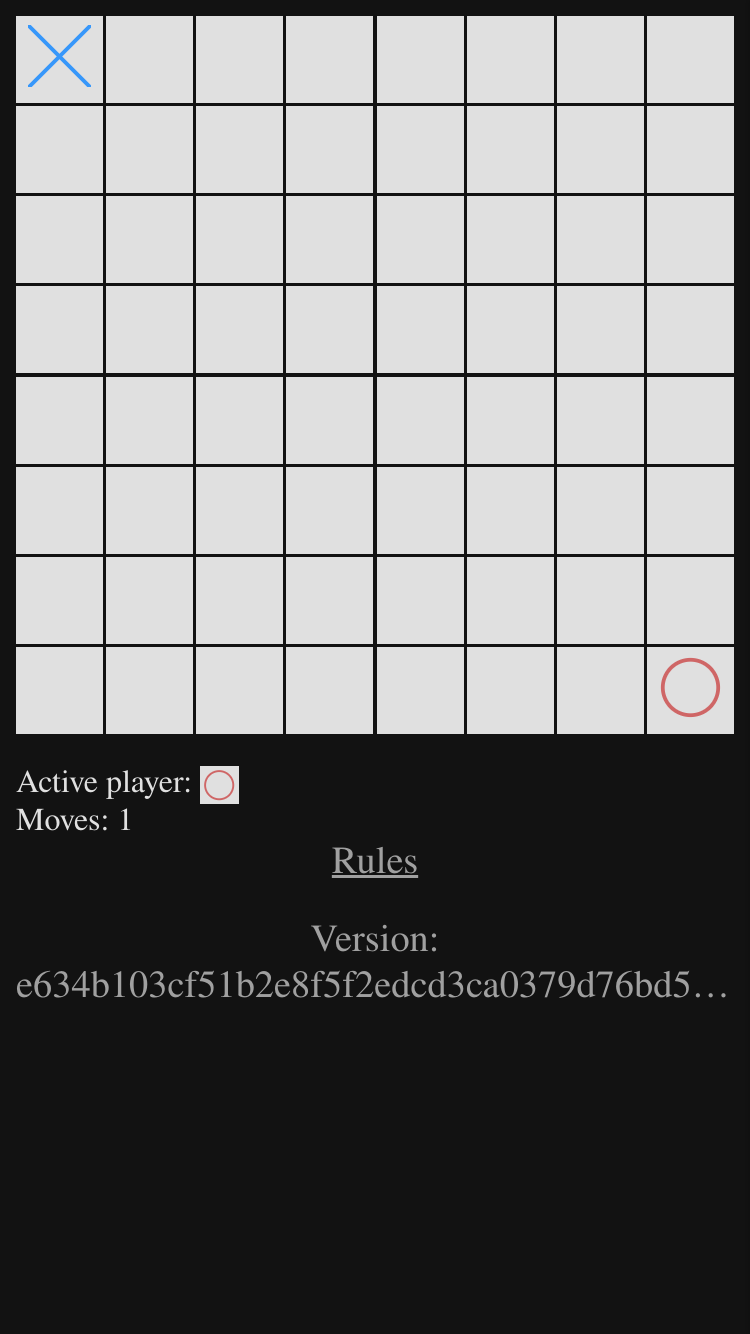 Active player:
Moves: 1
Rules
Version:
e634b103cf51b2e8f5f2edcd3ca0379d76bd5…